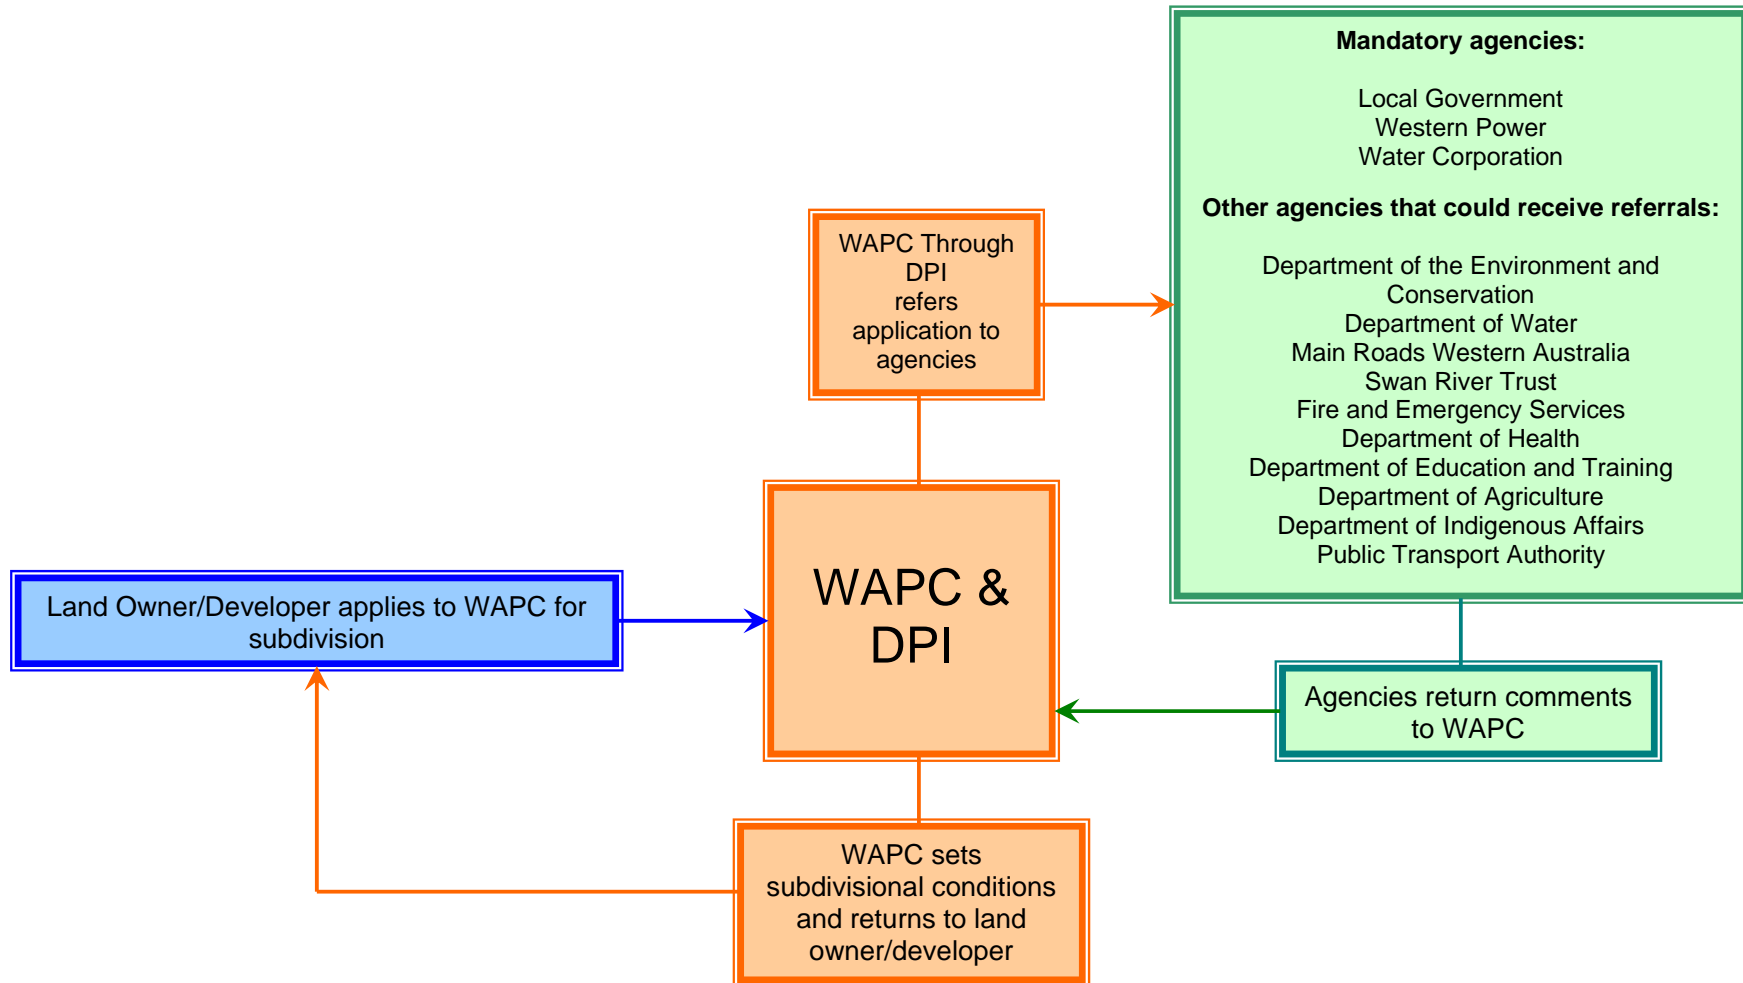 Mandatory agencies:
Local Government
Western Power
Water Corporation
Other agencies that could receive referrals:
Department of the Environment and
Conservation
Department of Water
Main Roads Western Australia
Swan River Trust
Fire and Emergency Services
Department of Health
Department of Education and Training
Department of Agriculture
Department of Indigenous Affairs
Public Transport Authority
WAPC Through
DPI
refers
application to
agencies
WAPC &
DPI
Land Owner/Developer applies to WAPC for
subdivision
Agencies return comments
to WAPC
WAPC sets
subdivisional conditions
and returns to land
owner/developer